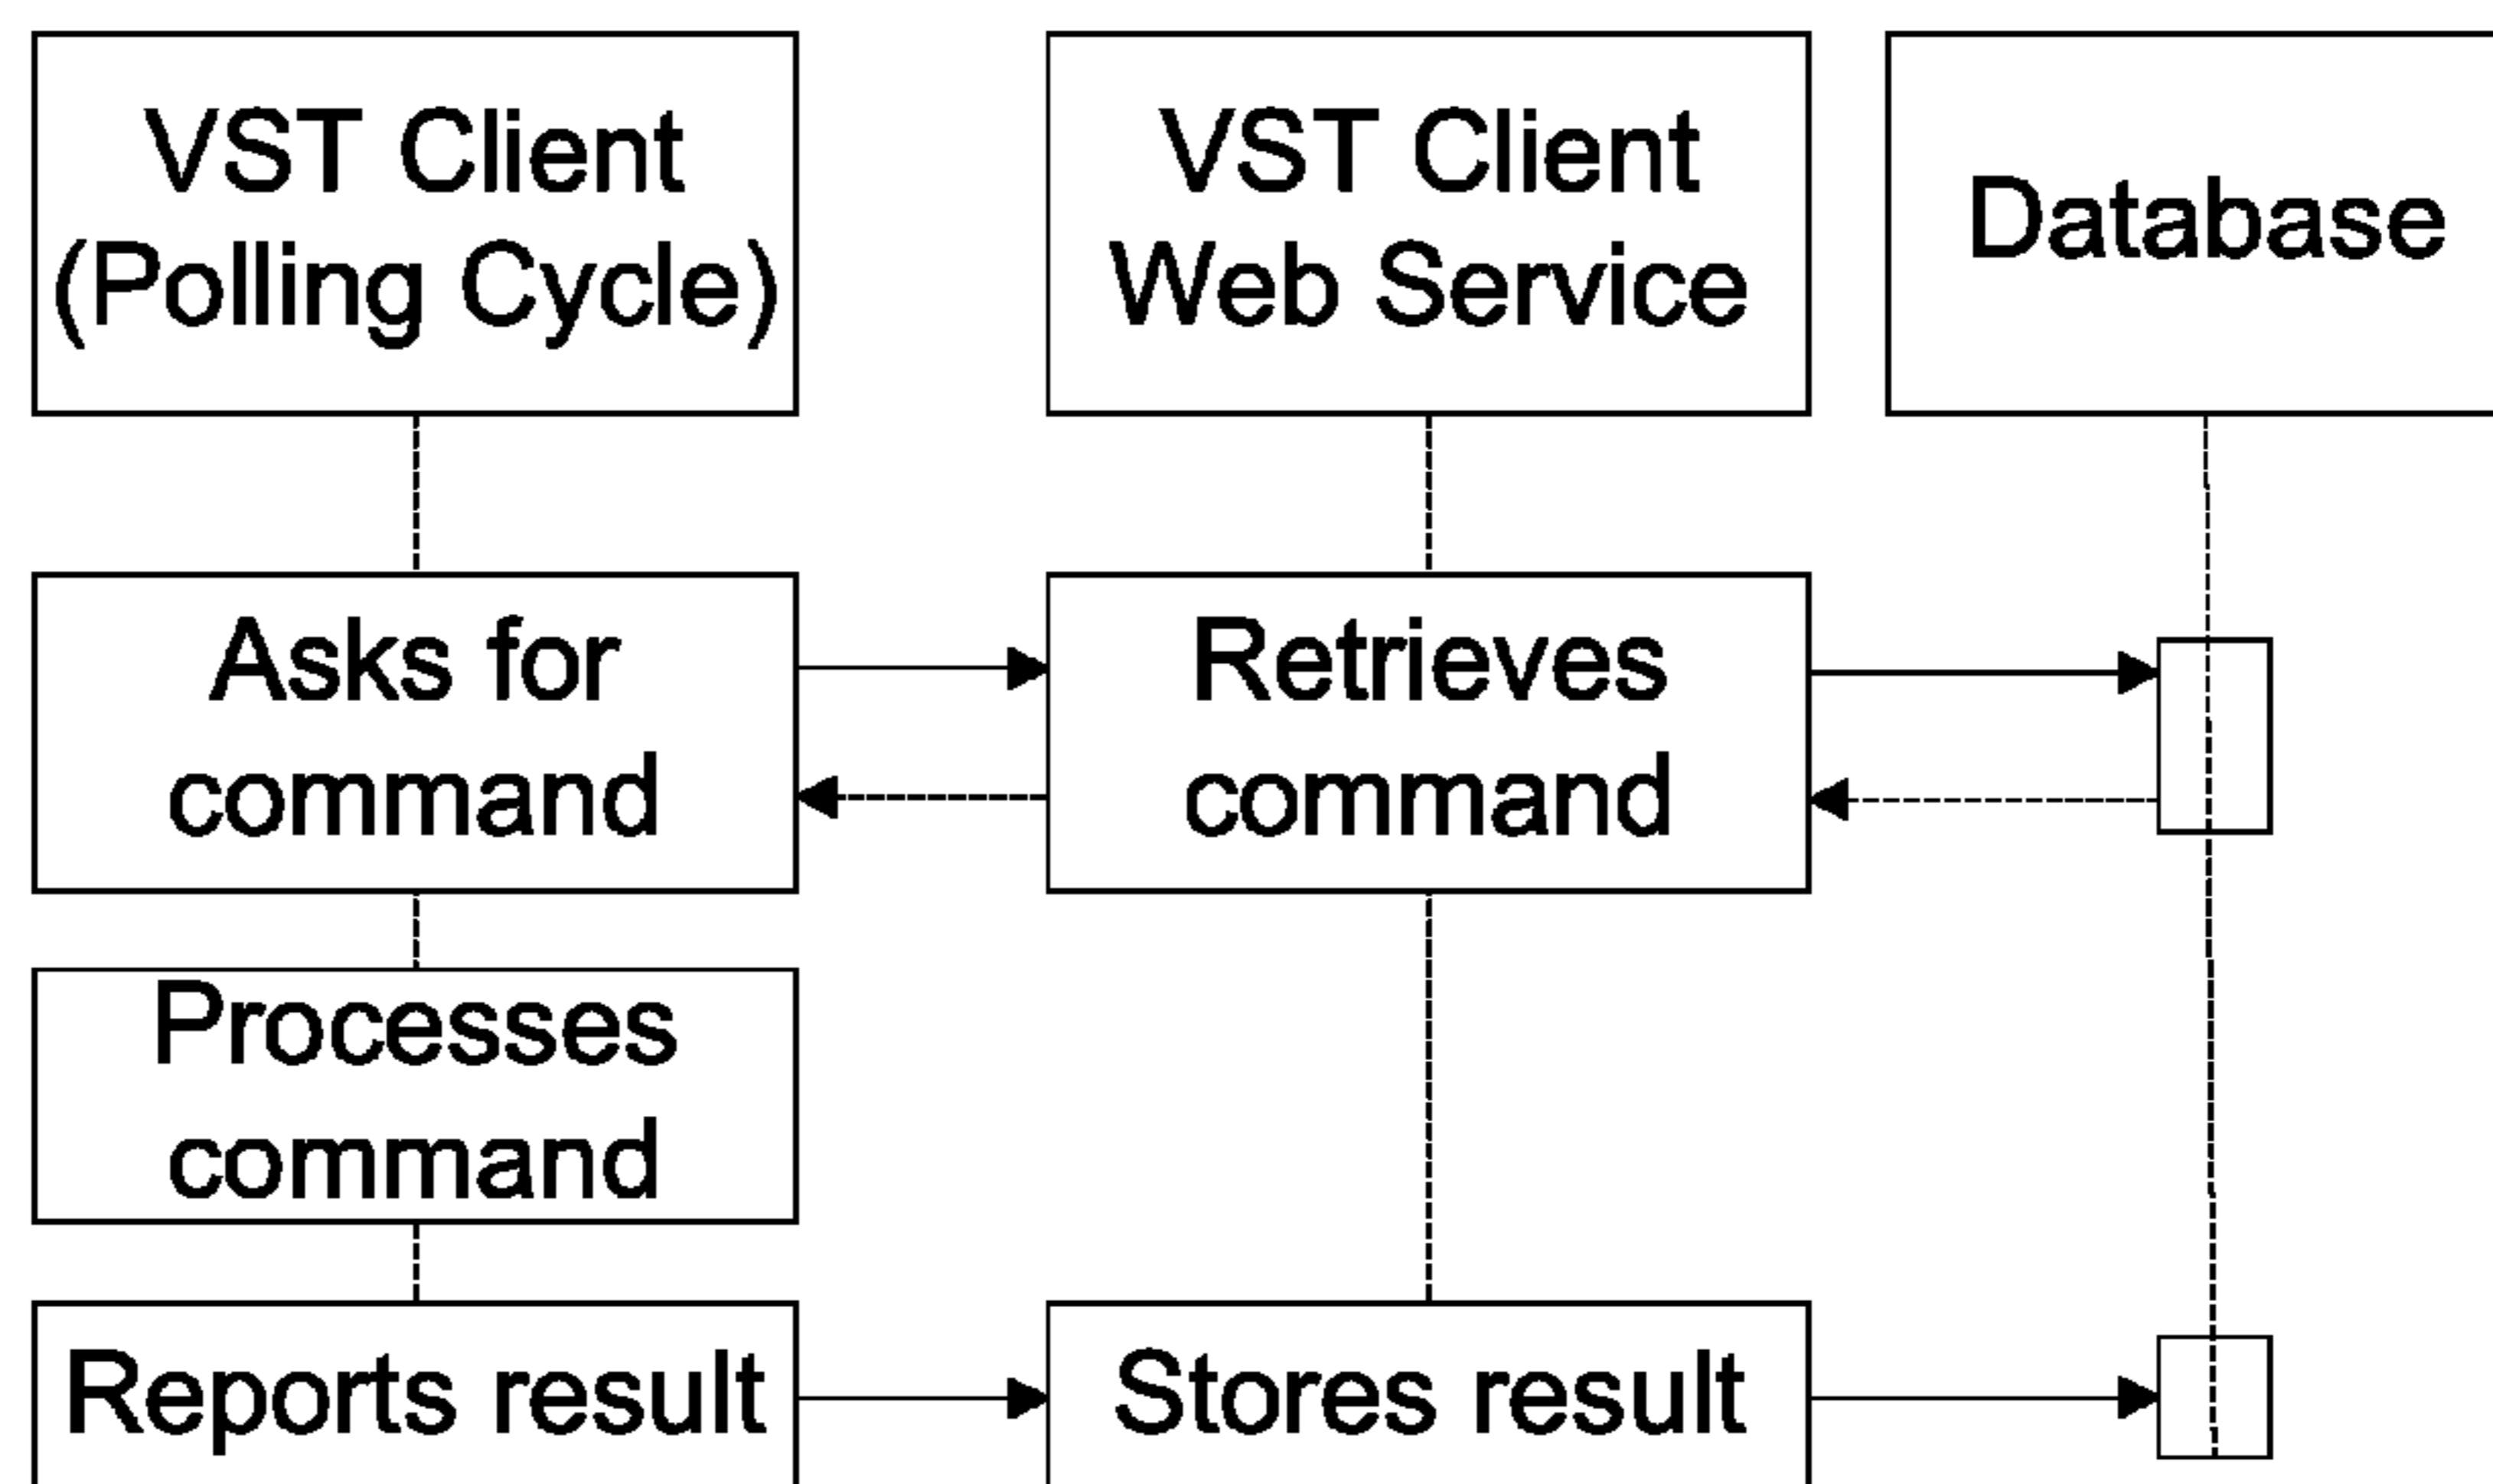 VST Client
(Polling Cycle)
VST Client
Web Service
Database
Asks for
command
Retrieves
command
Processes
command
Reports result
Stores result